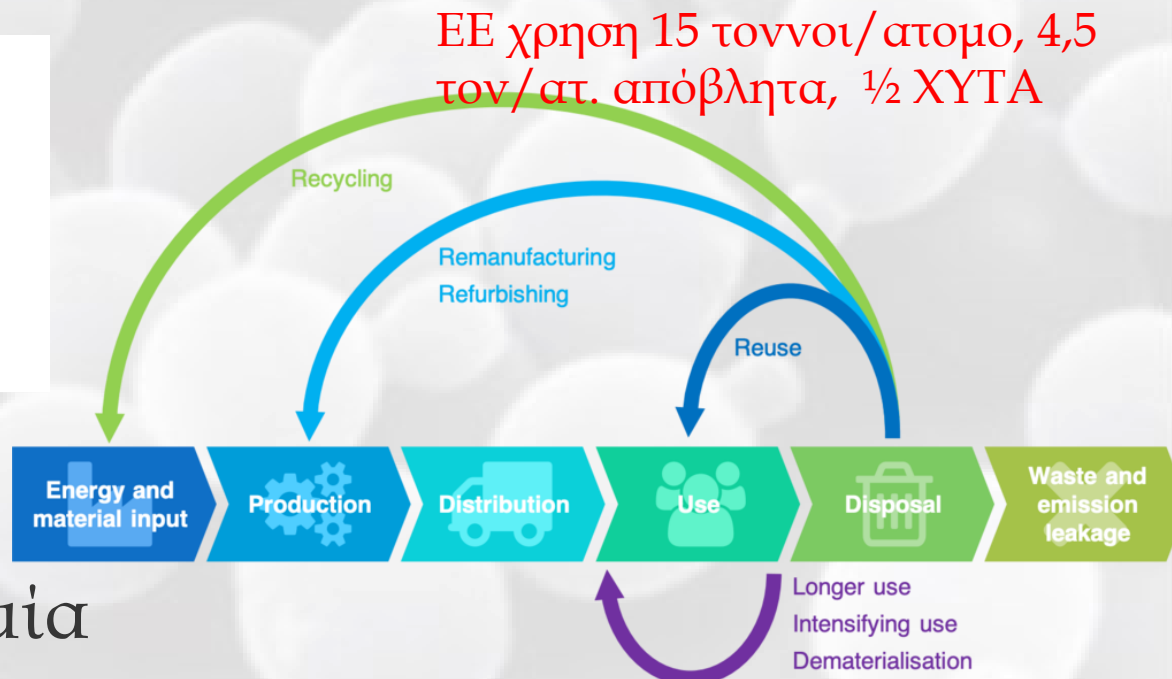 ΕΕ χρηση 15 τοννοι/ατομο, 4,5
τον/ατ. απόβλητα, ½ ΧΥΤΑ
Recycling
Remanufacturing
Refurbishing
Reuse
Energy and
material input
Production
Distribution
Use
Disposal
Waste and
emission
leakage
Longer use
Intensifying use
Dematerialisation